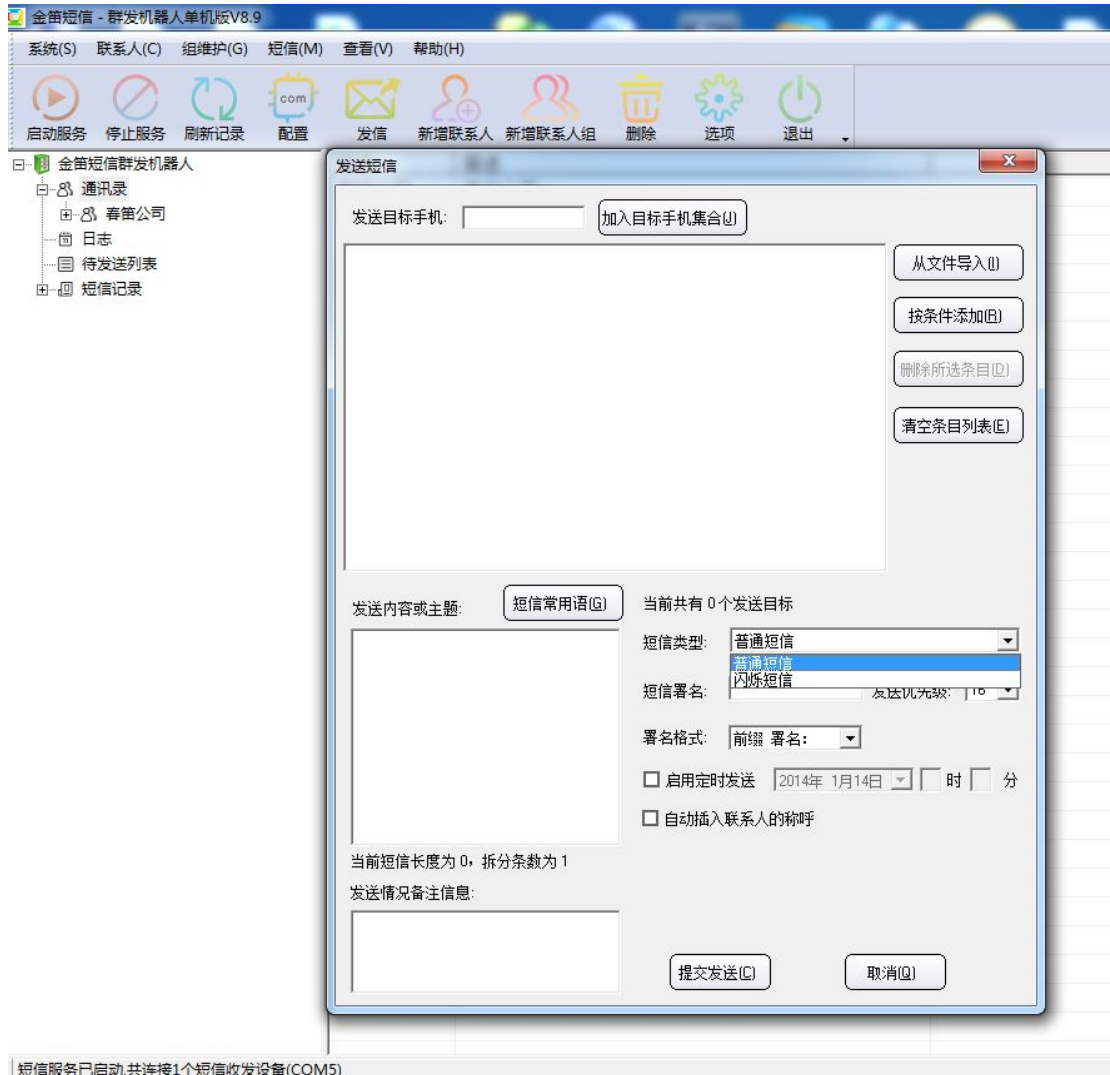 金笛短信 - 群发机器人单机版V8.9
系统(S) 联系人(C) 组维护(G) 短信(M) 查看(V) 帮助(H)
com
启动服务 停止服务 刷新记录 配置 发信 新增联系人 新增联系人组 删除 选项 退出
金笛短信群发机器人
通讯录
春笛公司
日志
待发送列表
短信记录
发送短信
发送目标手机: 加入目标手机集合(J)
从文件导入(I)
按条件添加(R)
删除所选条目(D)
清空条目列表(E)
发送内容或主题: 短信常用语(G) 当前共有 0 个发送目标
短信类型: 普通短信
普通短信
闪烁短信
短信署名: 发送优先级: 16
署名格式: 前缀 署名:
启用定时发送 2014年 1月14日 时 分
自动插入联系人的称呼
当前短信长度为 0，拆分条数为 1
发送情况备注信息:
提交发送(C) 取消(Q)
短信服务已启动,共连接1个短信收发设备(COM5)